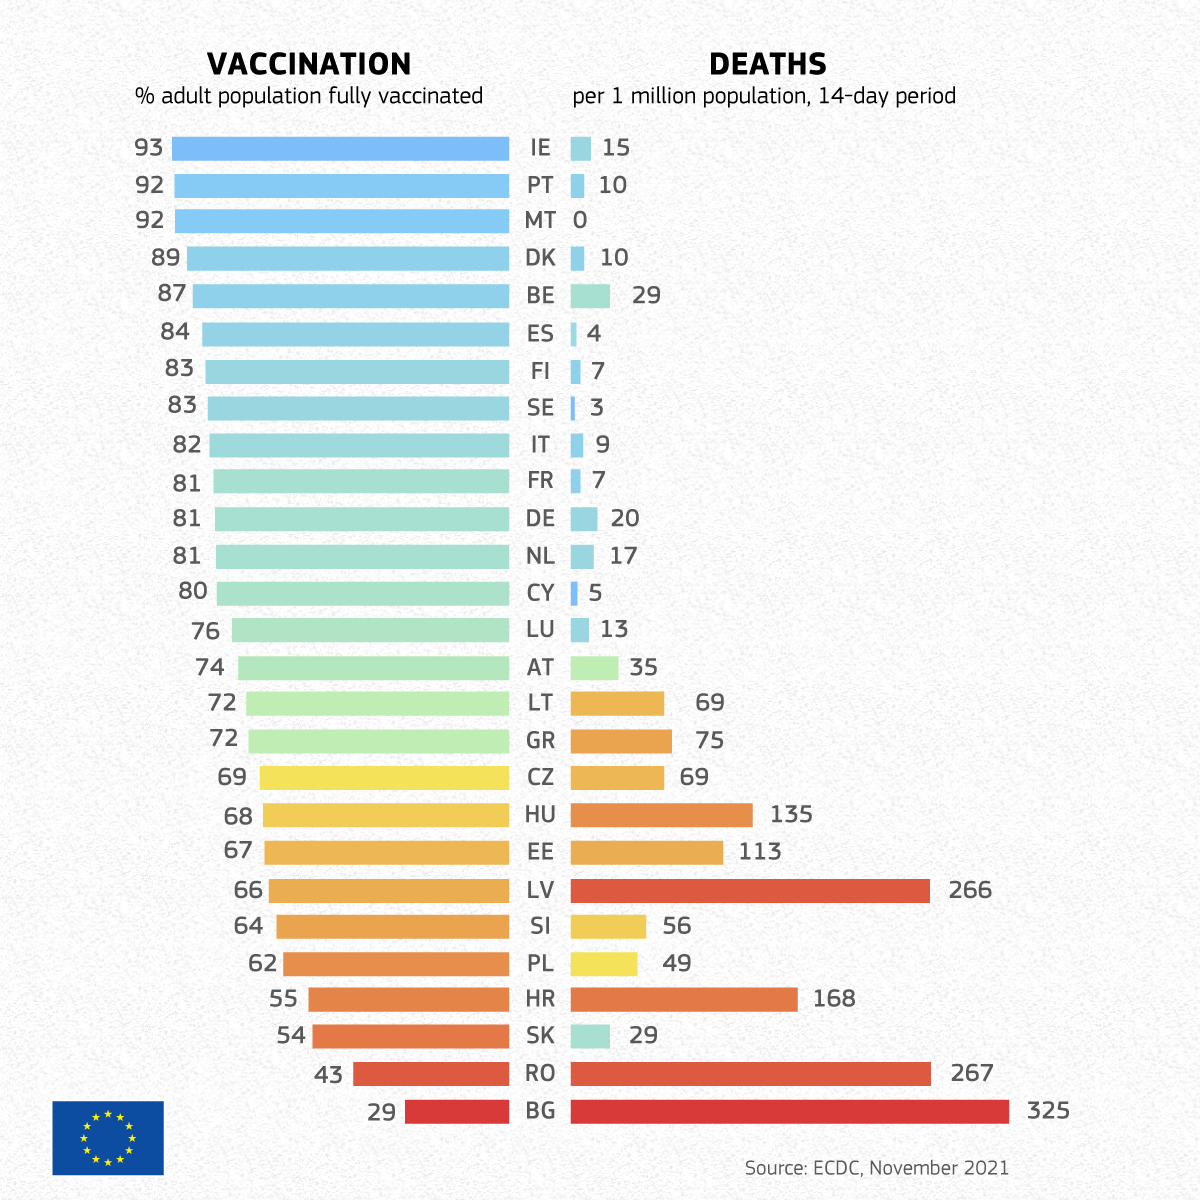 VACCINATION
% adult population fully vaccinated
DEATHS
per 1 million population, 14-day period
93 IE 15
92 PT 10
92 MT 0
89 DK 10
87 BE 29
84 ES 4
83 FI 7
83 SE 3
82 IT 9
81 FR 7
81 DE 20
81 NL 17
80 CY 5
76 LU 13
74 AT 35
72 LT 69
72 GR 75
69 CZ 69
68 HU 135
67 EE 113
66 LV 266
64 SI 56
62 PL 49
55 HR 168
54 SK 29
43 RO 267
29 BG 325
Source: ECDC, November 2021